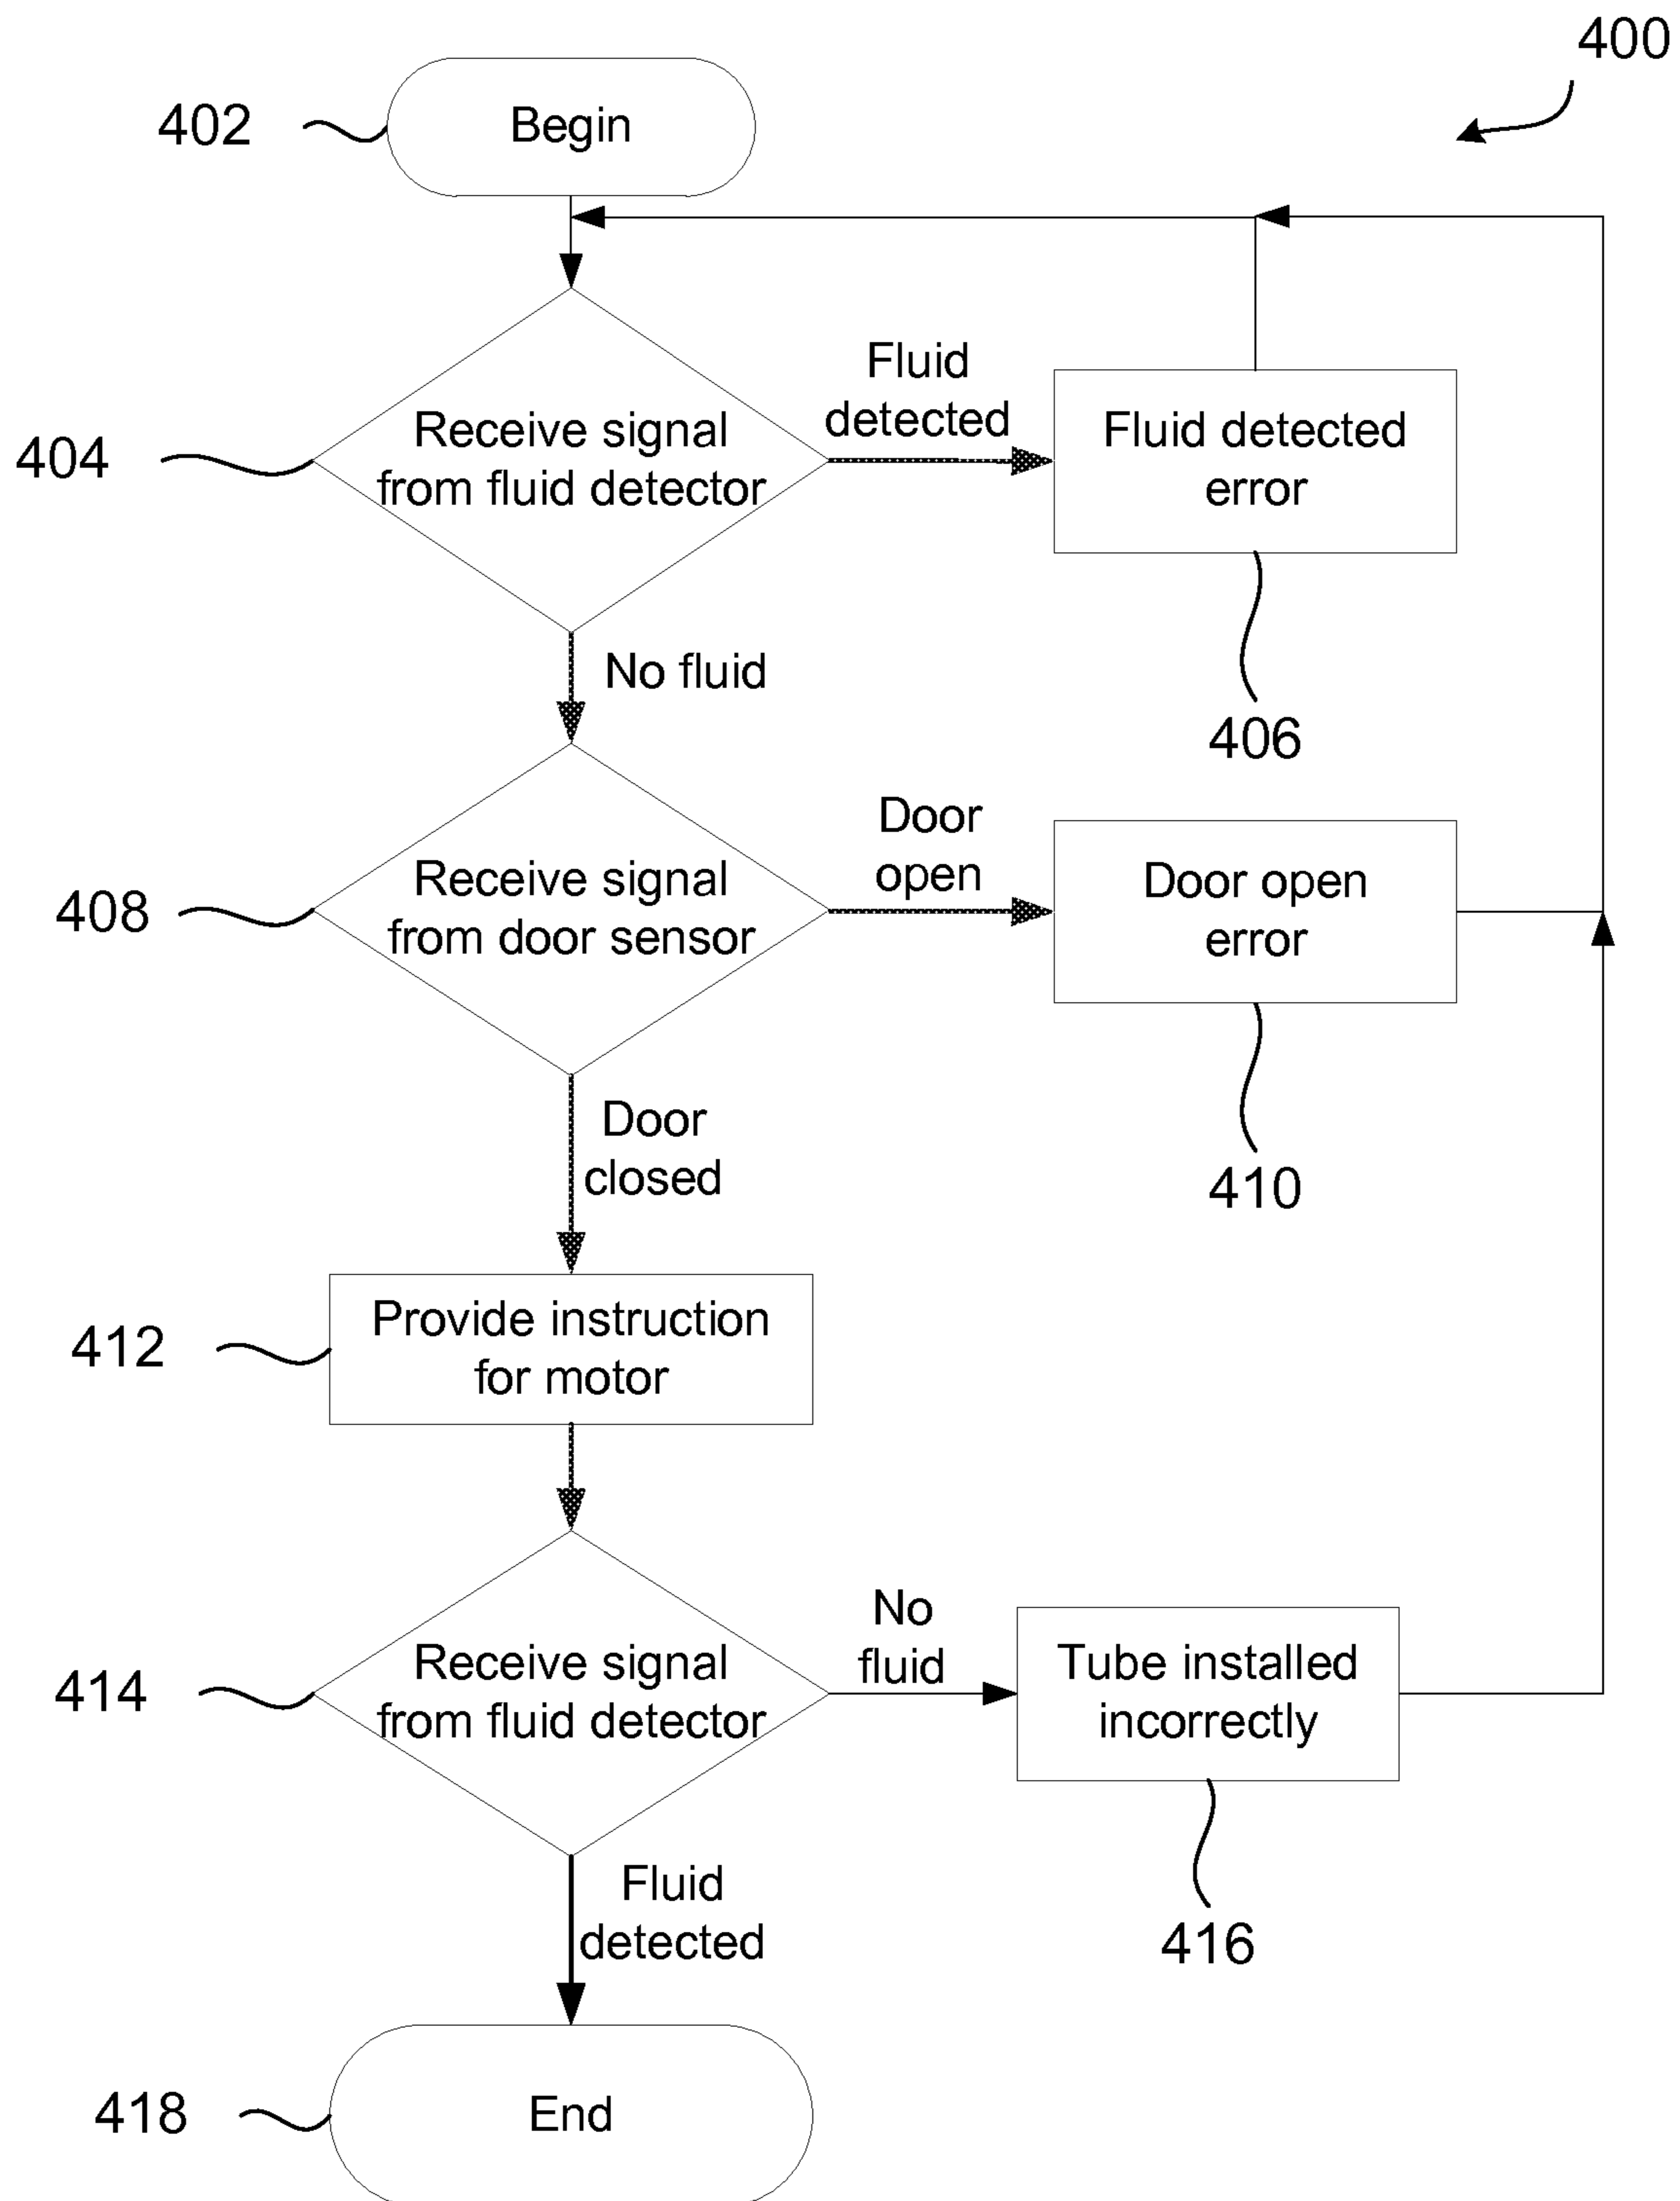 400
402
Begin
Fluid
detected
404
Receive signal
from fluid detector
Fluid detected
error
No fluid
406
Door
open
408
Receive signal
from door sensor
Door open
error
Door
closed
410
412
Provide instruction
for motor
No
fluid
414
Receive signal
from fluid detector
Tube installed
incorrectly
Fluid
detected
416
418
End